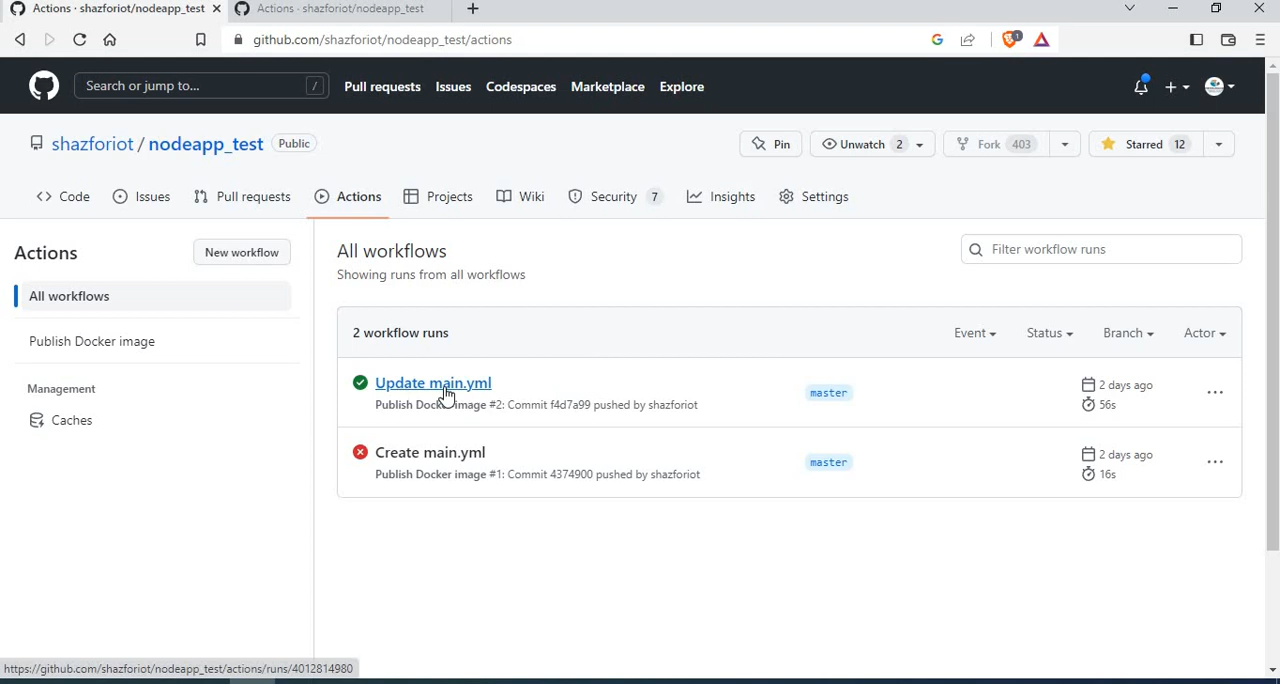 Actions · shazforiot/nodeapp_test
Actions · shazforiot/nodeapp_test
github.com/shazforiot/nodeapp_test/actions
1
Search or jump to...
/
Pull requests
Issues
Codespaces
Marketplace
Explore
shazforiot / nodeapp_test
Public
Pin
Unwatch 2
Fork 403
Starred 12
Code
Issues
Pull requests
Actions
Projects
Wiki
Security 7
Insights
Settings
Actions
New workflow
All workflows
Publish Docker image
Management
Caches
All workflows
Showing runs from all workflows
Filter workflow runs
2 workflow runs
Event
Status
Branch
Actor
Update main.yml
Publish Docker image #2: Commit f4d7a99 pushed by shazforiot
master
2 days ago
56s
Create main.yml
Publish Docker image #1: Commit 4374900 pushed by shazforiot
master
2 days ago
16s
https://github.com/shazforiot/nodeapp_test/actions/runs/4012814980